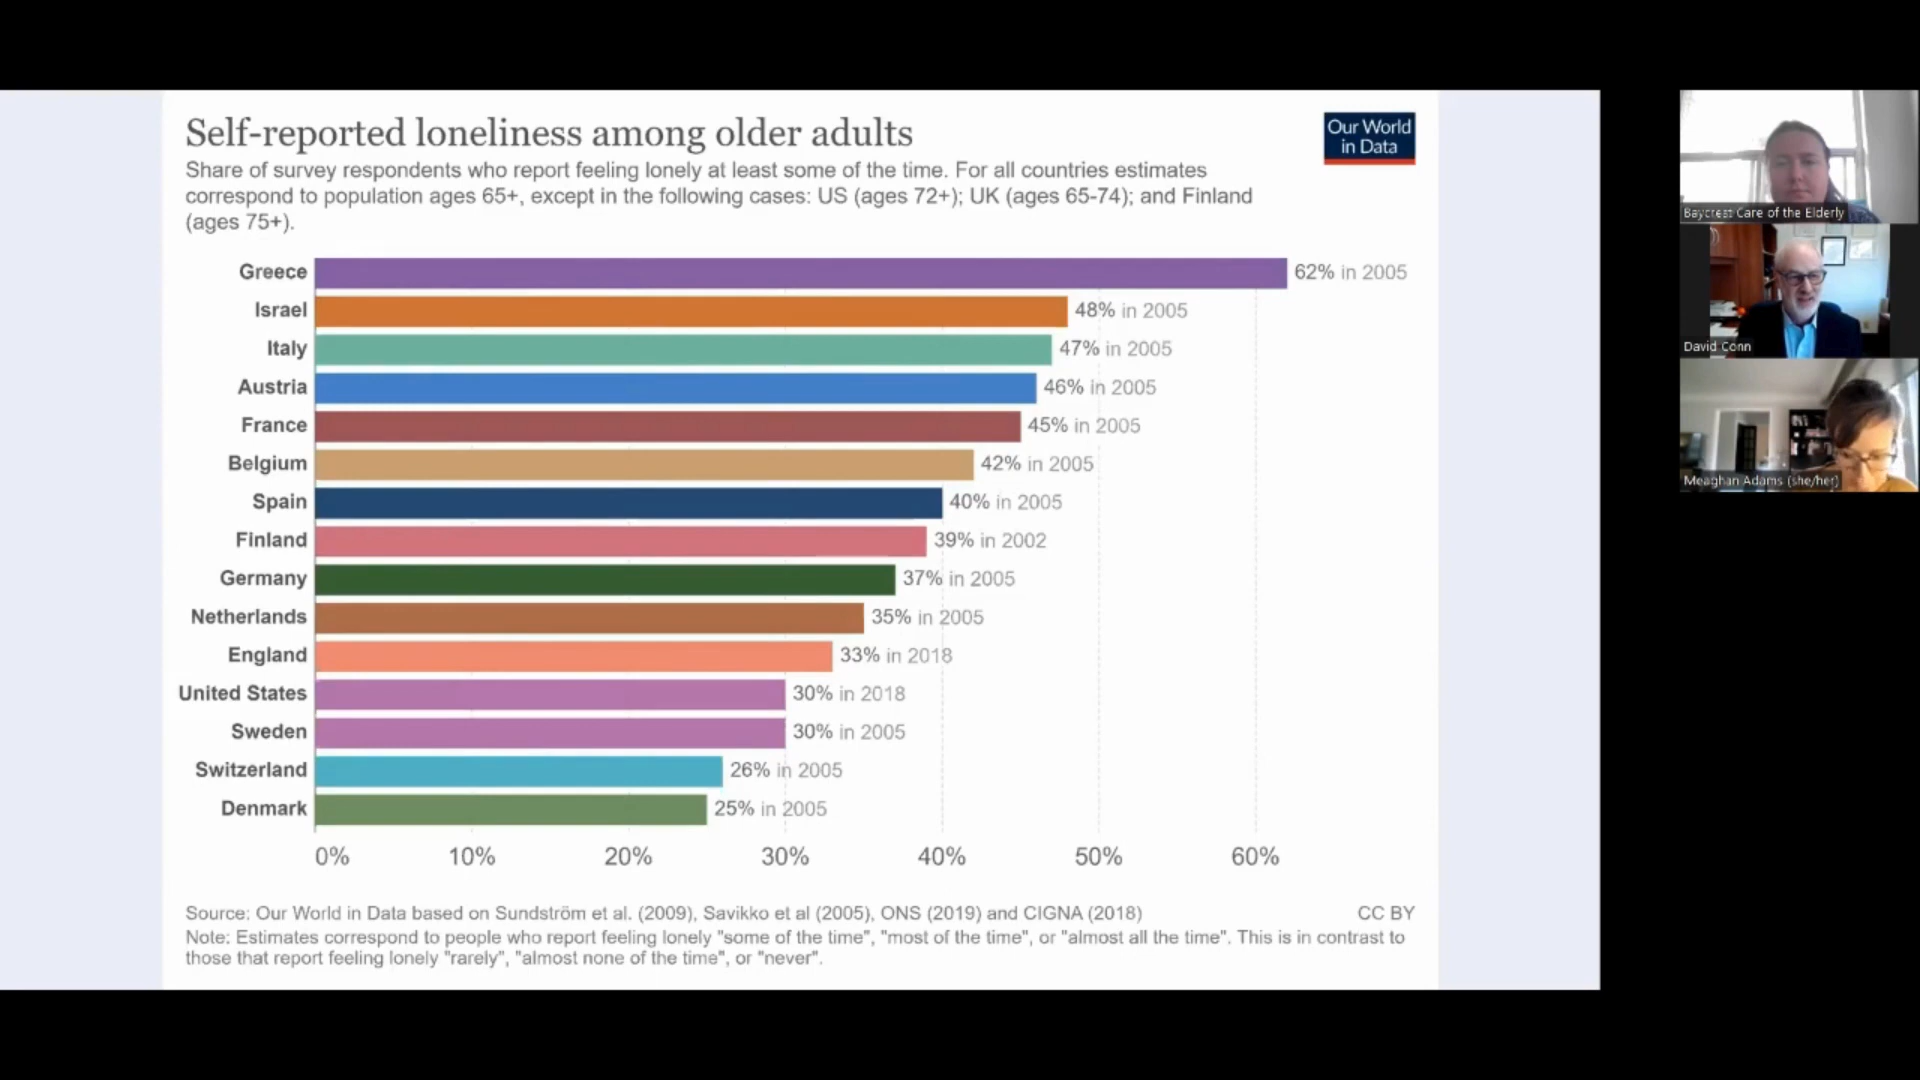 Self-reported loneliness among older adults
Our World
in Data
Share of survey respondents who report feeling lonely at least some of the time. For all countries estimates
correspond to population ages 65+, except in the following cases: US (ages 72+); UK (ages 65-74); and Finland
(ages 75+).
Greece 62% in 2005
Israel 48% in 2005
Italy 47% in 2005
Austria 46% in 2005
France 45% in 2005
Belgium 42% in 2005
Spain 40% in 2005
Finland 39% in 2002
Germany 37% in 2005
Netherlands 35% in 2005
England 33% in 2018
United States 30% in 2018
Sweden 30% in 2005
Switzerland 26% in 2005
Denmark 25% in 2005
0% 10% 20% 30% 40% 50% 60%
Source: Our World in Data based on Sundström et al. (2009), Savikko et al (2005), ONS (2019) and CIGNA (2018) CC BY
Note: Estimates correspond to people who report feeling lonely "some of the time", "most of the time", or "almost all the time". This is in contrast to
those that report feeling lonely "rarely", "almost none of the time", or "never".
Baycrest Care of the Elderly
David Conn
Meaghan Adams (she/her)